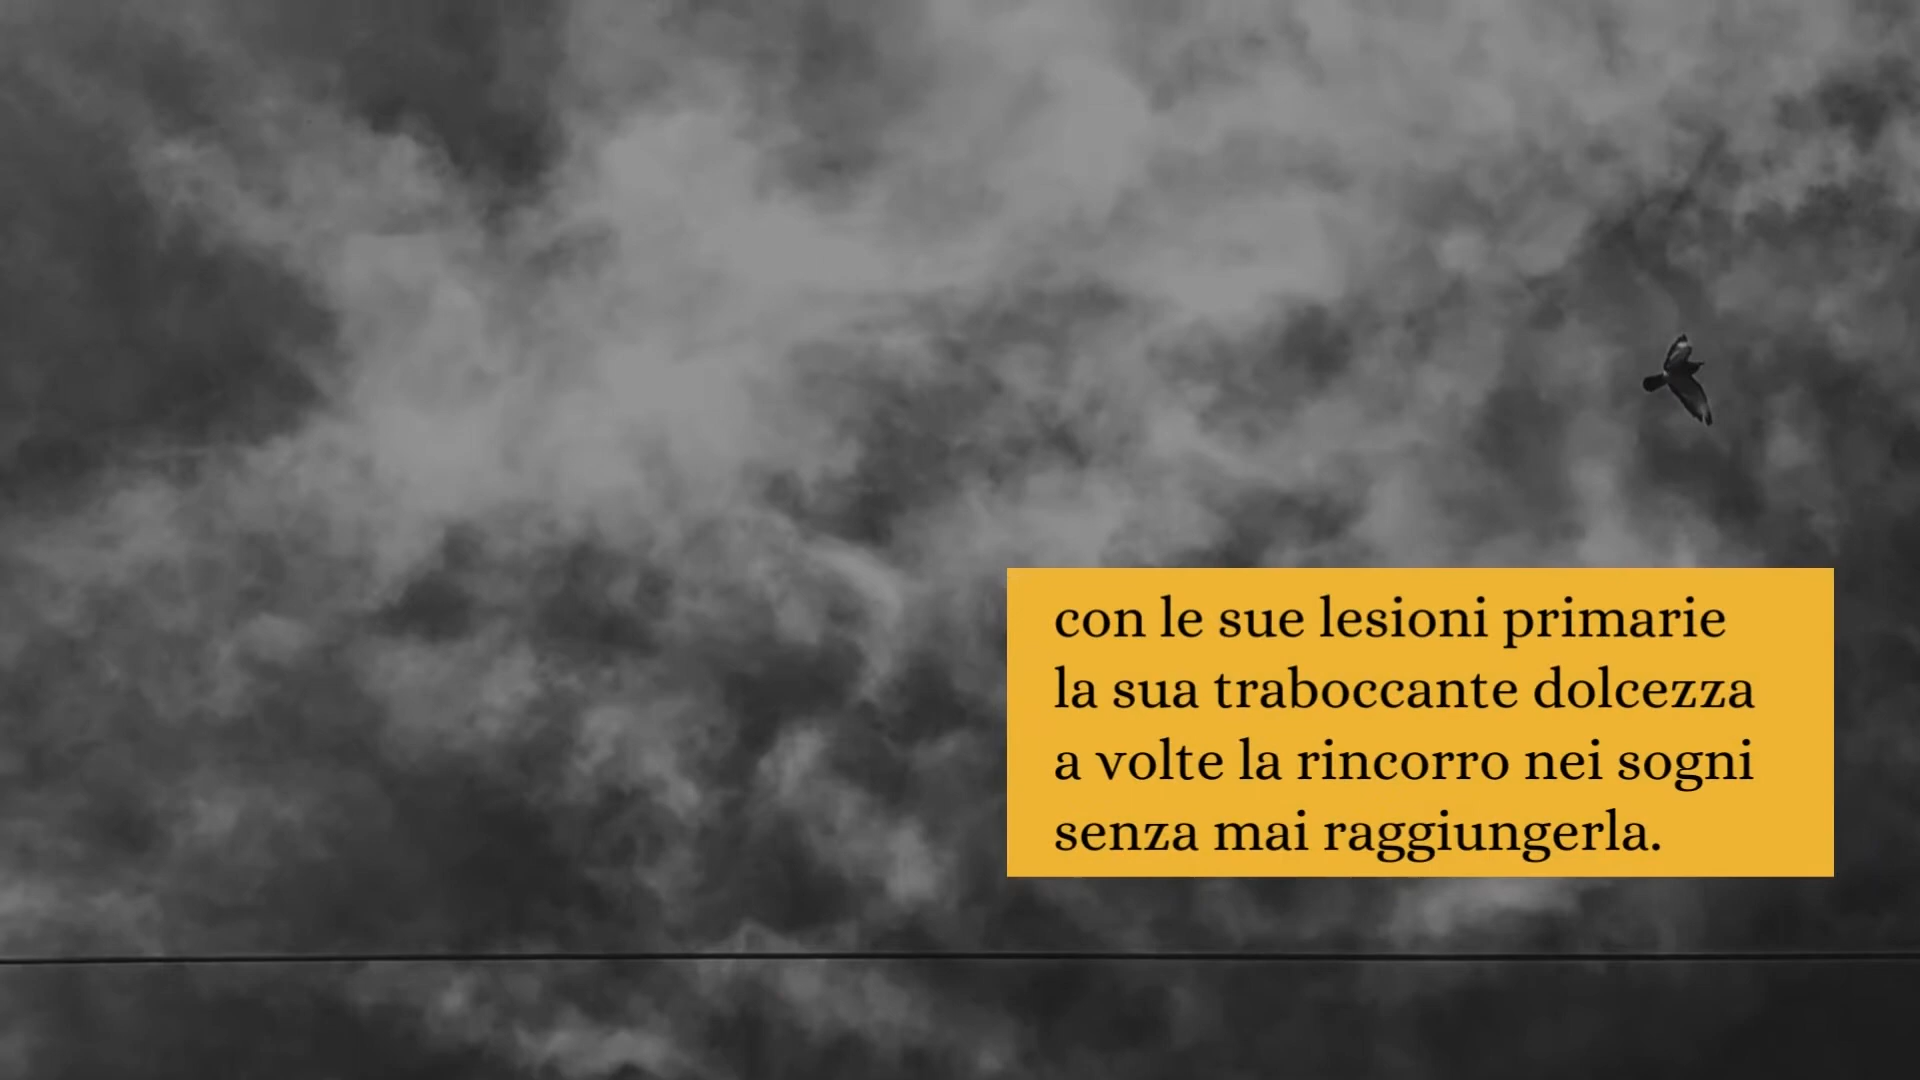 con le sue lesioni primarie
la sua traboccante dolcezza
a volte la rincorro nei sogni
senza mai raggiungerla.